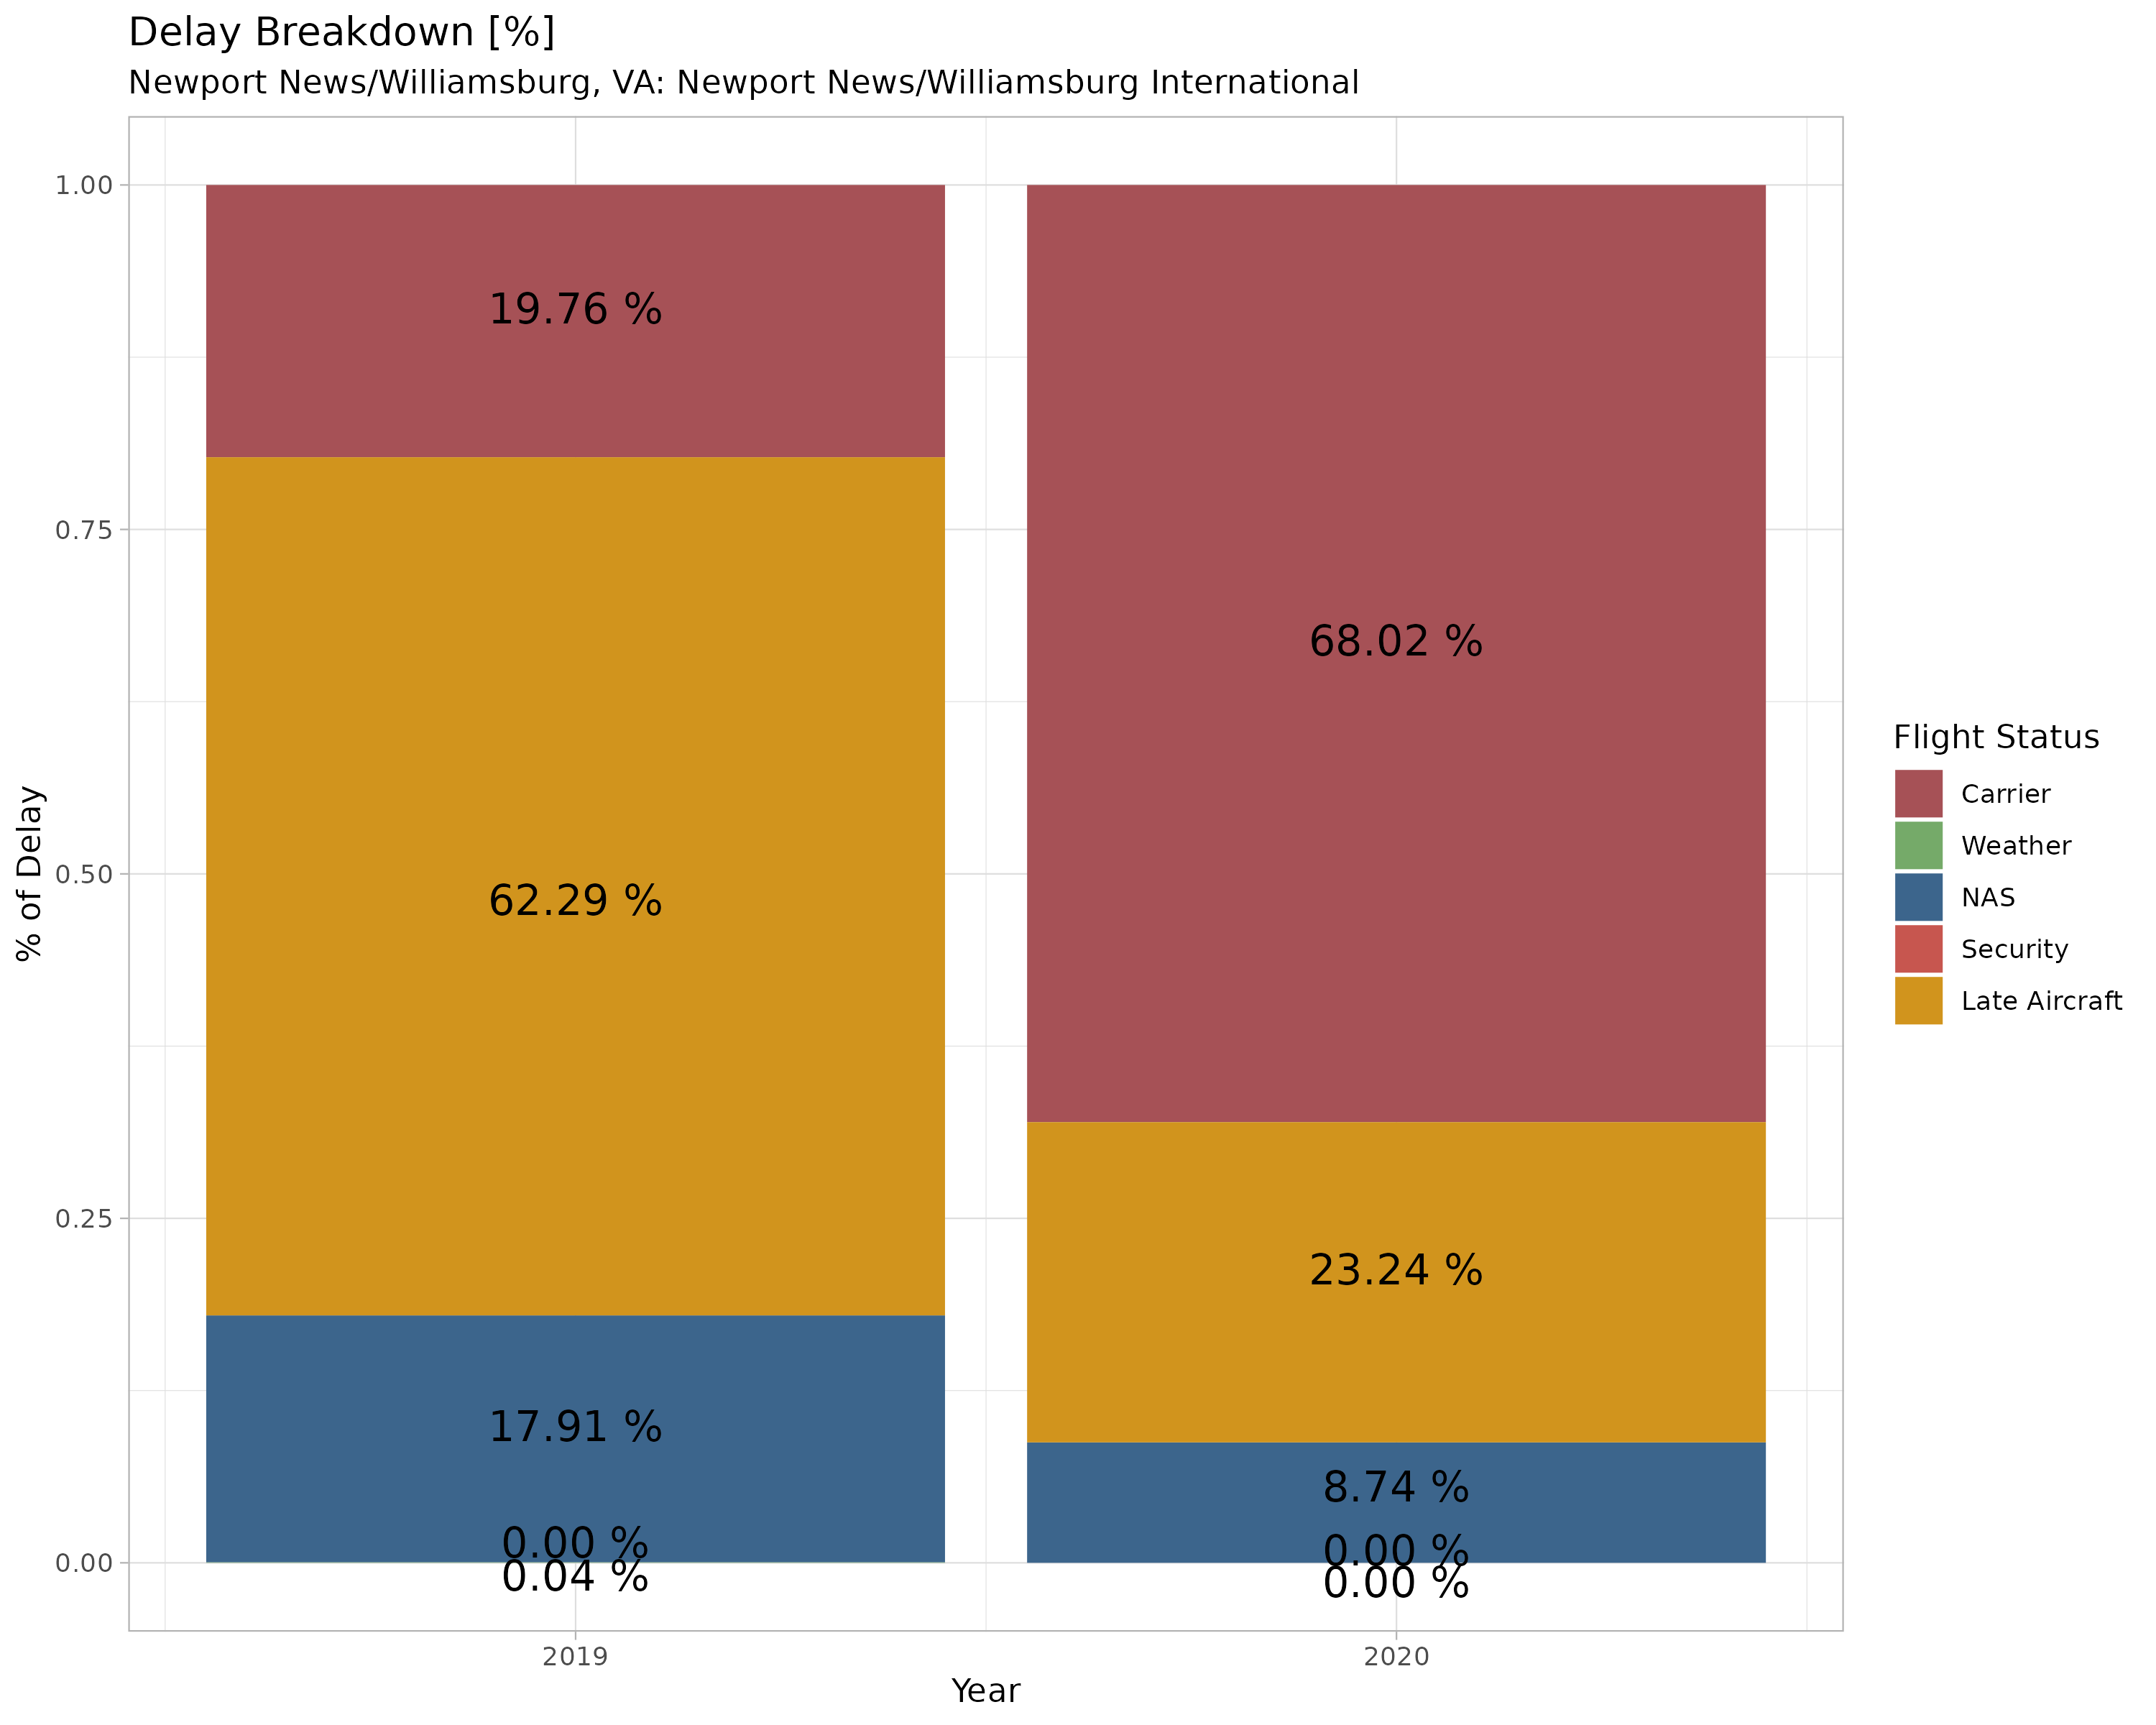 Delay Breakdown [%]
Newport News/Williamsburg, VA: Newport News/Williamsburg International
% of Delay
1.00
0.75
0.50
0.25
0.00
19.76 %
62.29 %
17.91 %
0.00 %
0.04 %
68.02 %
23.24 %
8.74 %
0.00 %
0.00 %
2019
2020
Year
Flight Status
Carrier
Weather
NAS
Security
Late Aircraft